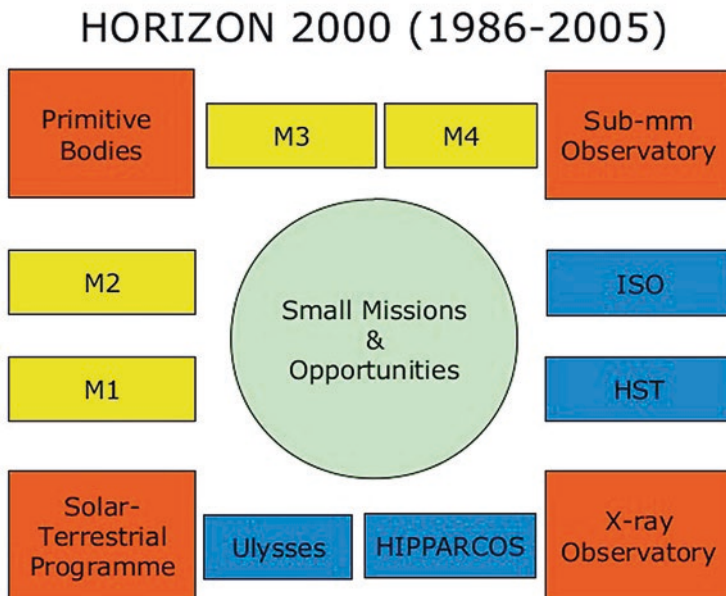 HORIZON 2000 (1986-2005)
Primitive
Bodies
M3
M4
Sub-mm
Observatory
M2
ISO
Small Missions
&
Opportunities
M1
HST
Solar-
Terrestrial
Programme
Ulysses
HIPPARCOS
X-ray
Observatory